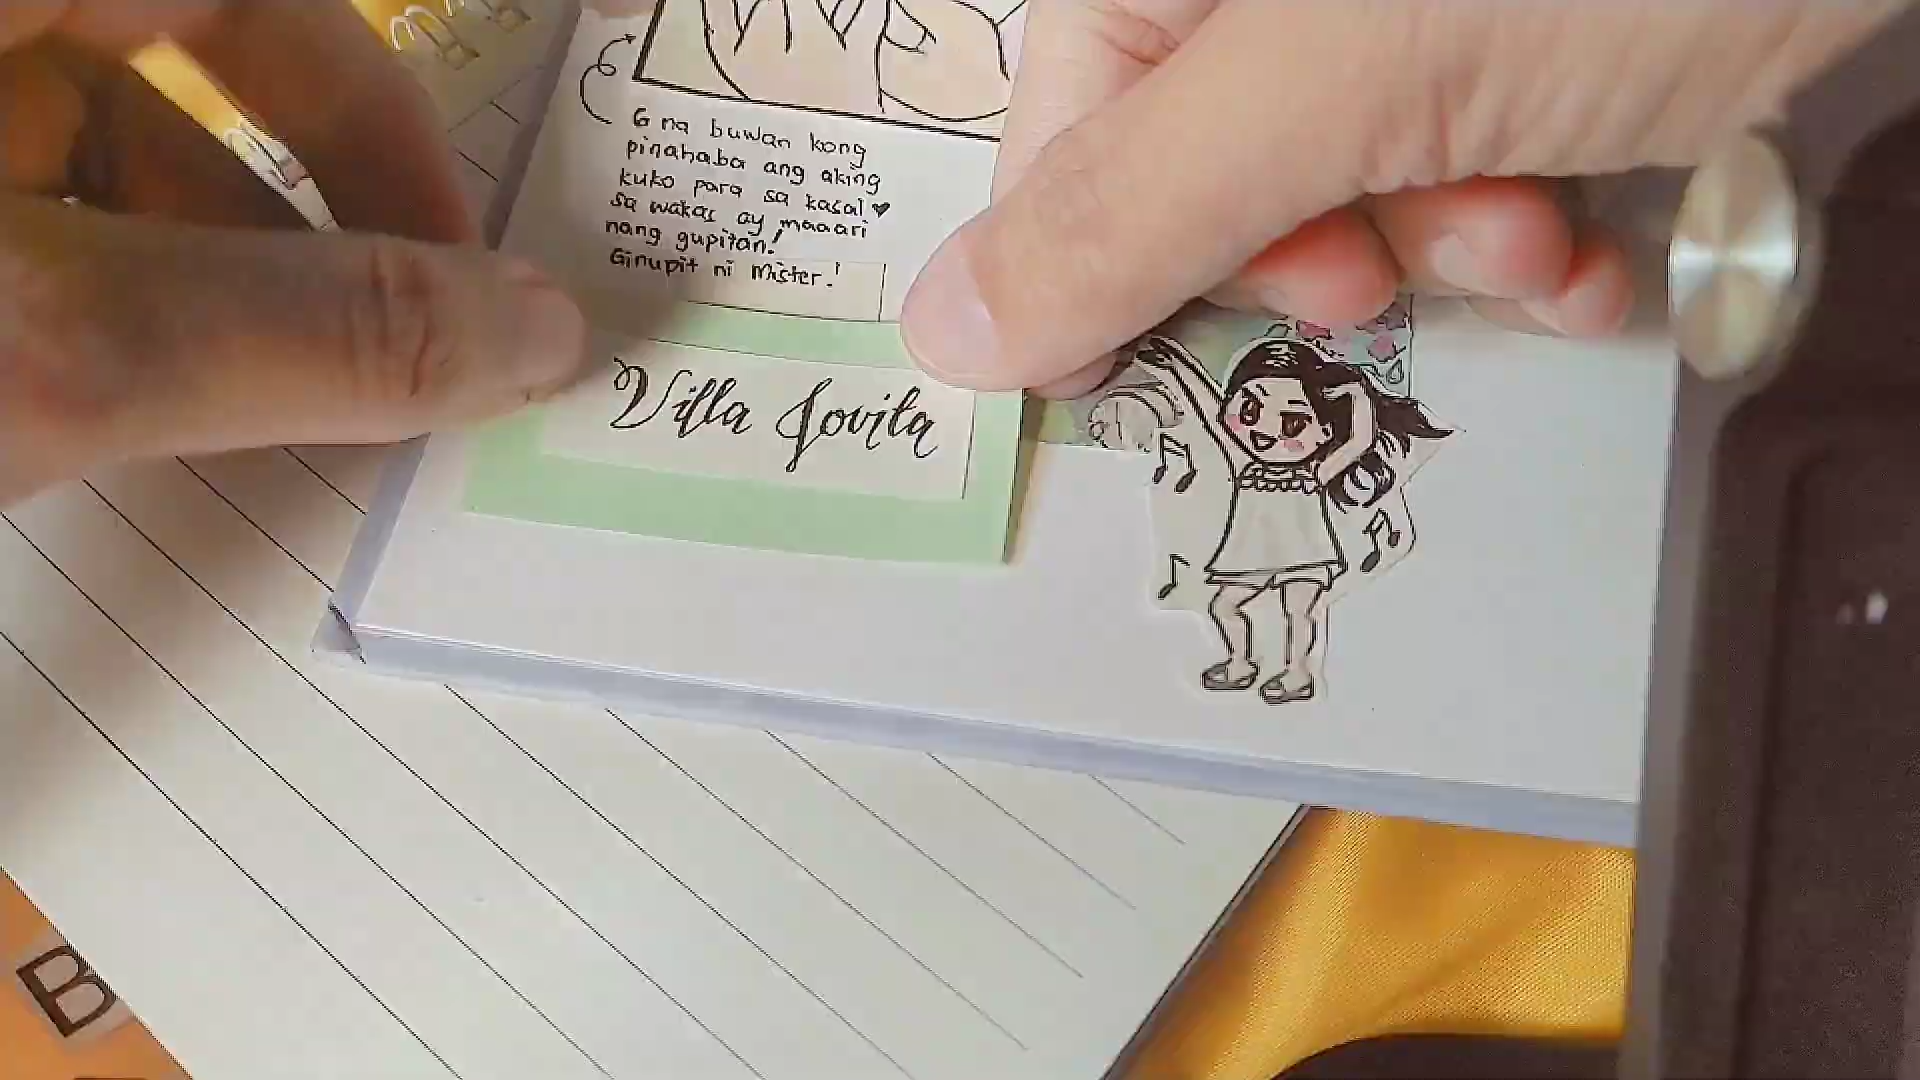 6 na buwan kong
pinahaba ang aking
kuko para sa kasal ♥
sa wakas ay maaari
nang gupitan!
Ginupit ni Mister!
Villa Jovita
B